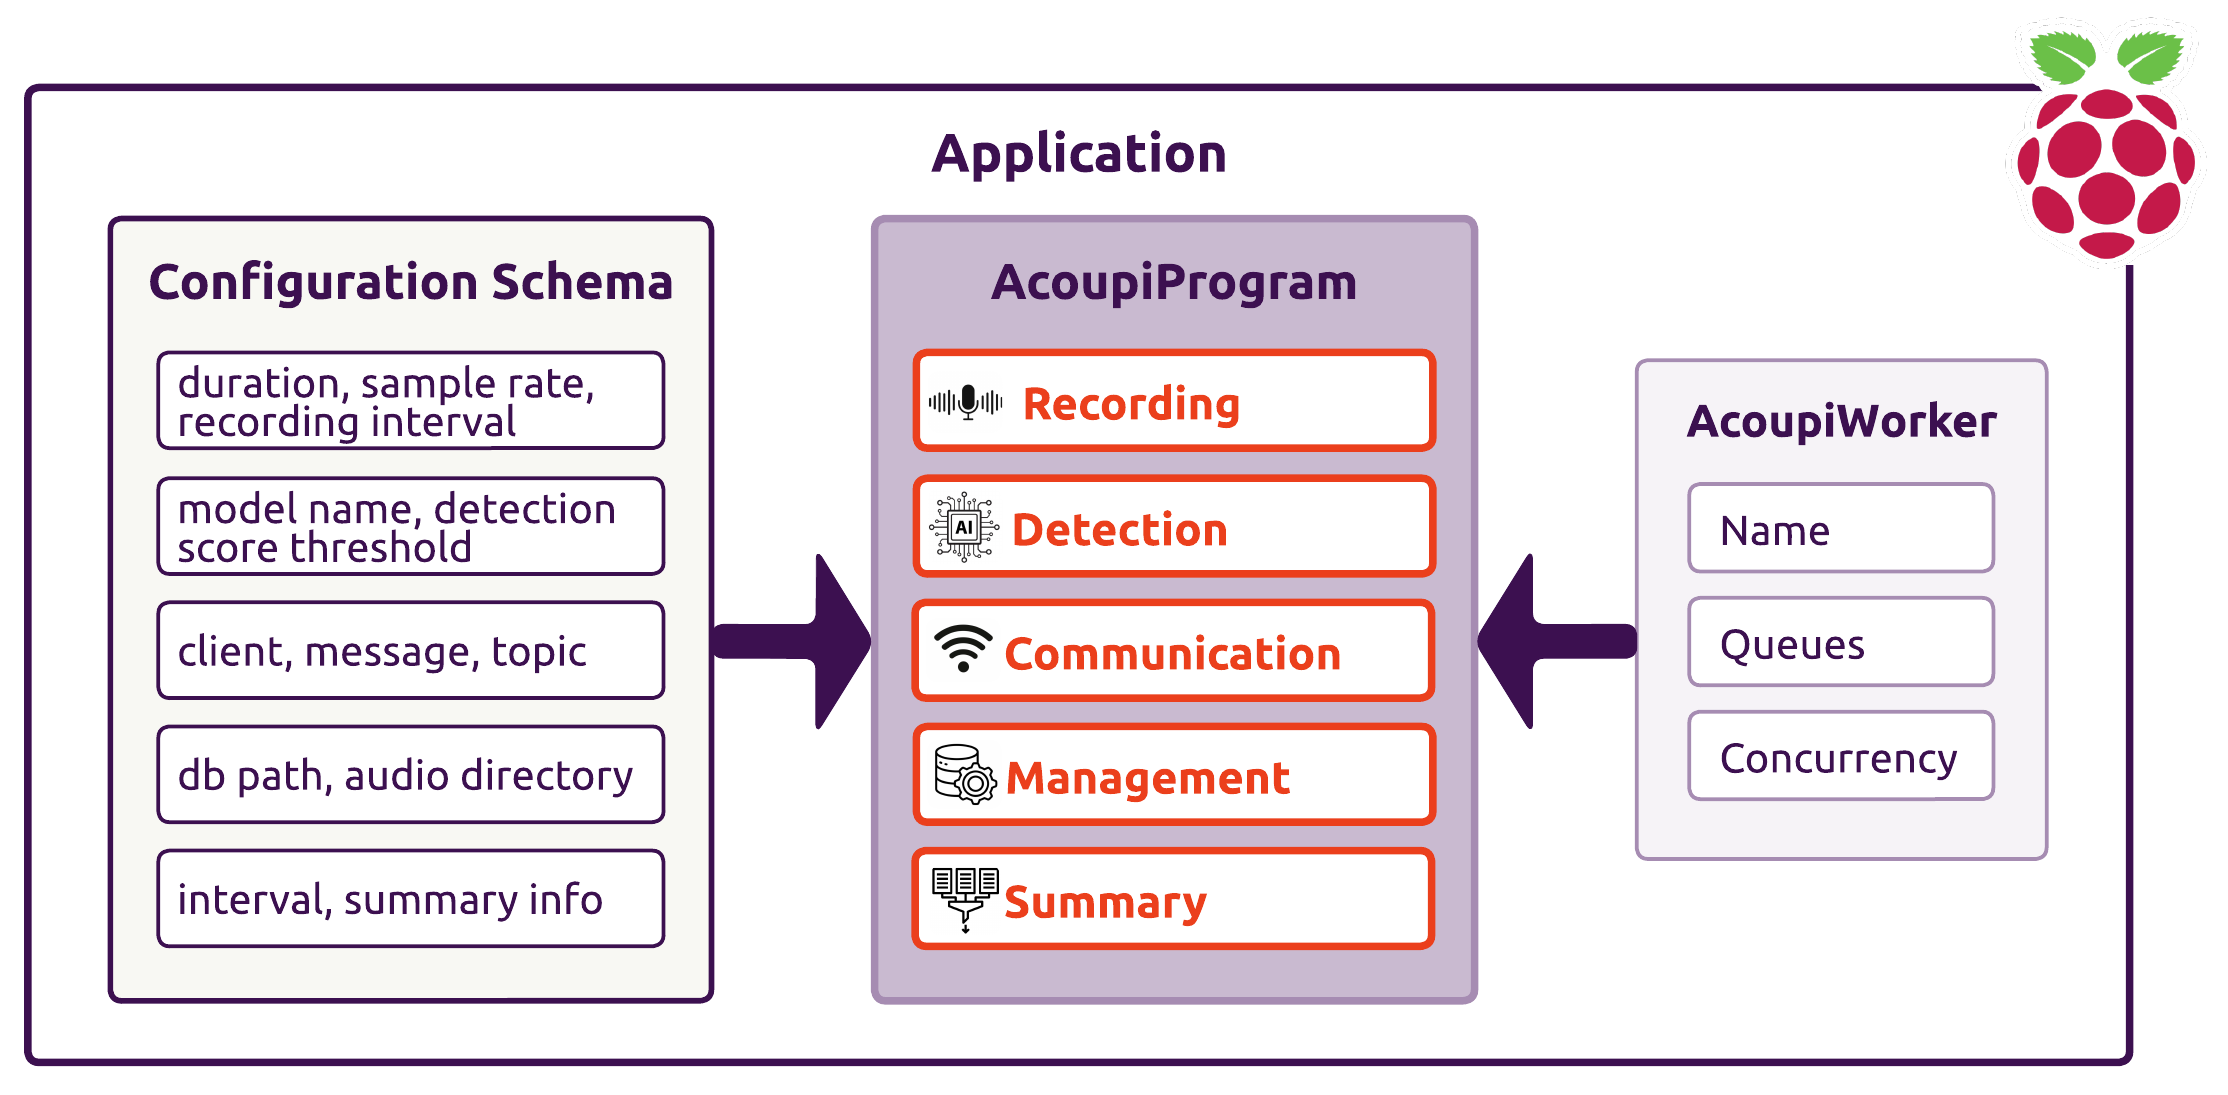 Application
Configuration Schema
duration, sample rate,
recording interval
model name, detection
score threshold
client, message, topic
db path, audio directory
interval, summary info
AcoupiProgram
Recording
AI
Detection
Communication
Management
Summary
AcoupiWorker
Name
Queues
Concurrency